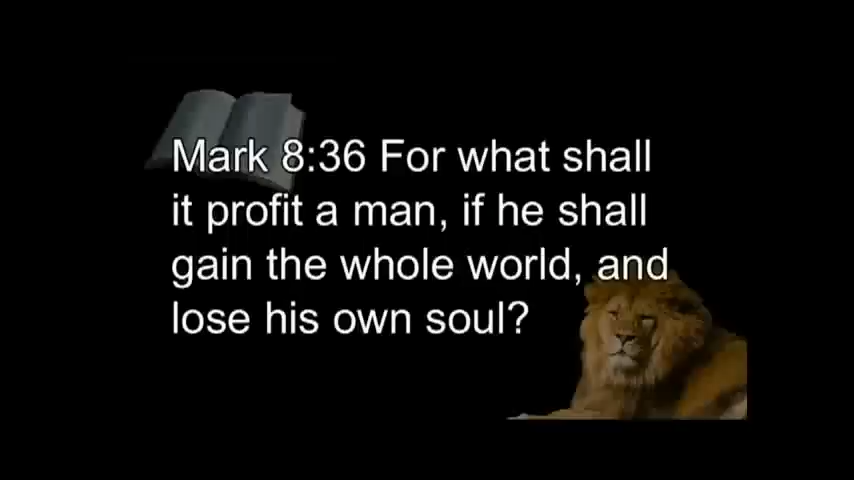 Mark 8:36 For what shall
it profit a man, if he shall
gain the whole world, and
lose his own soul?